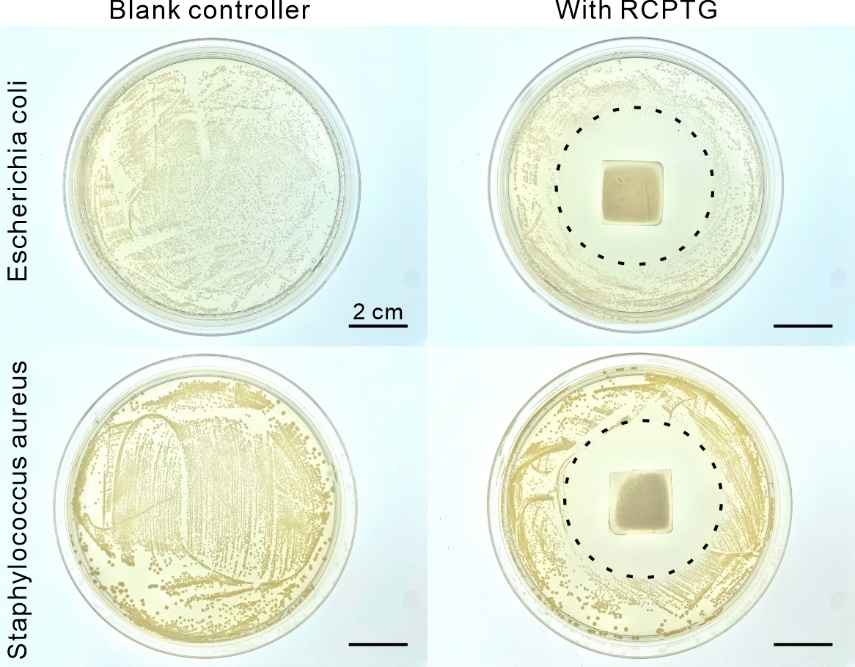 Blank controller
With RCPTG
Escherichia coli
2 cm
Staphylococcus aureus